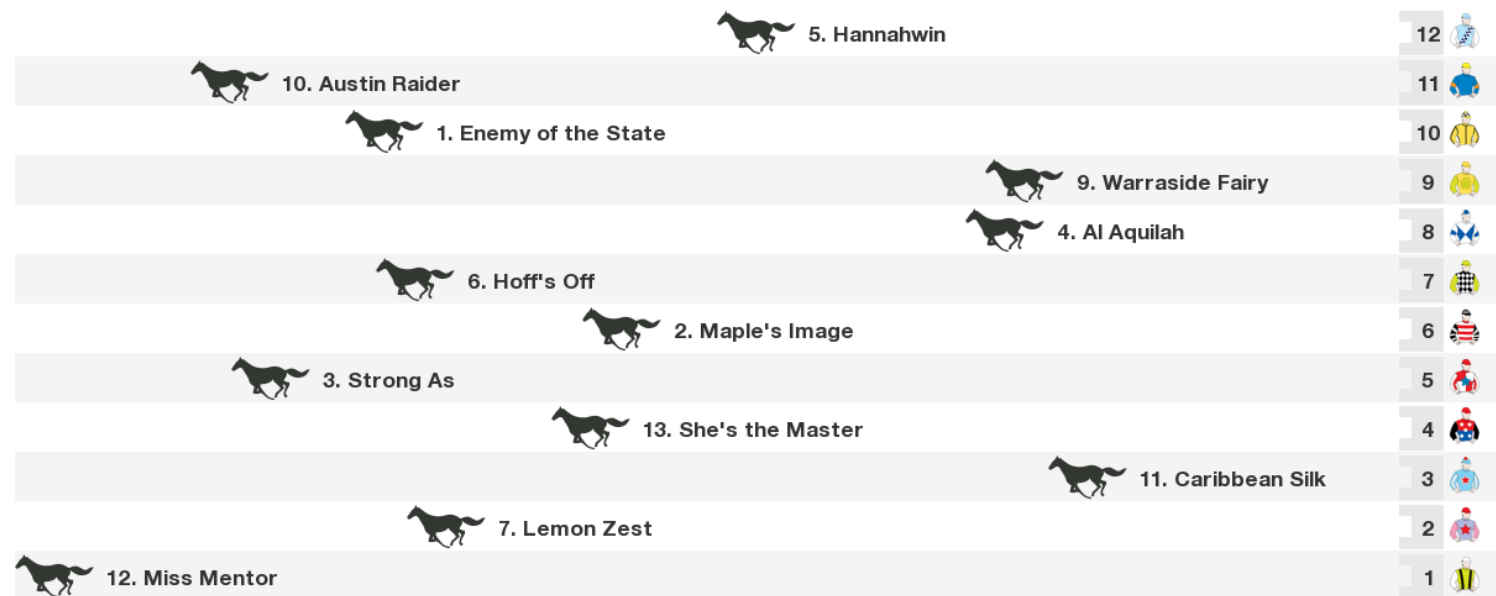 5. Hannahwin 12
10. Austin Raider 11
1. Enemy of the State 10
9. Warraside Fairy 9
4. Al Aquilah 8
6. Hoff's Off 7
2. Maple's Image 6
3. Strong As 5
13. She's the Master 4
11. Caribbean Silk 3
7. Lemon Zest 2
12. Miss Mentor 1